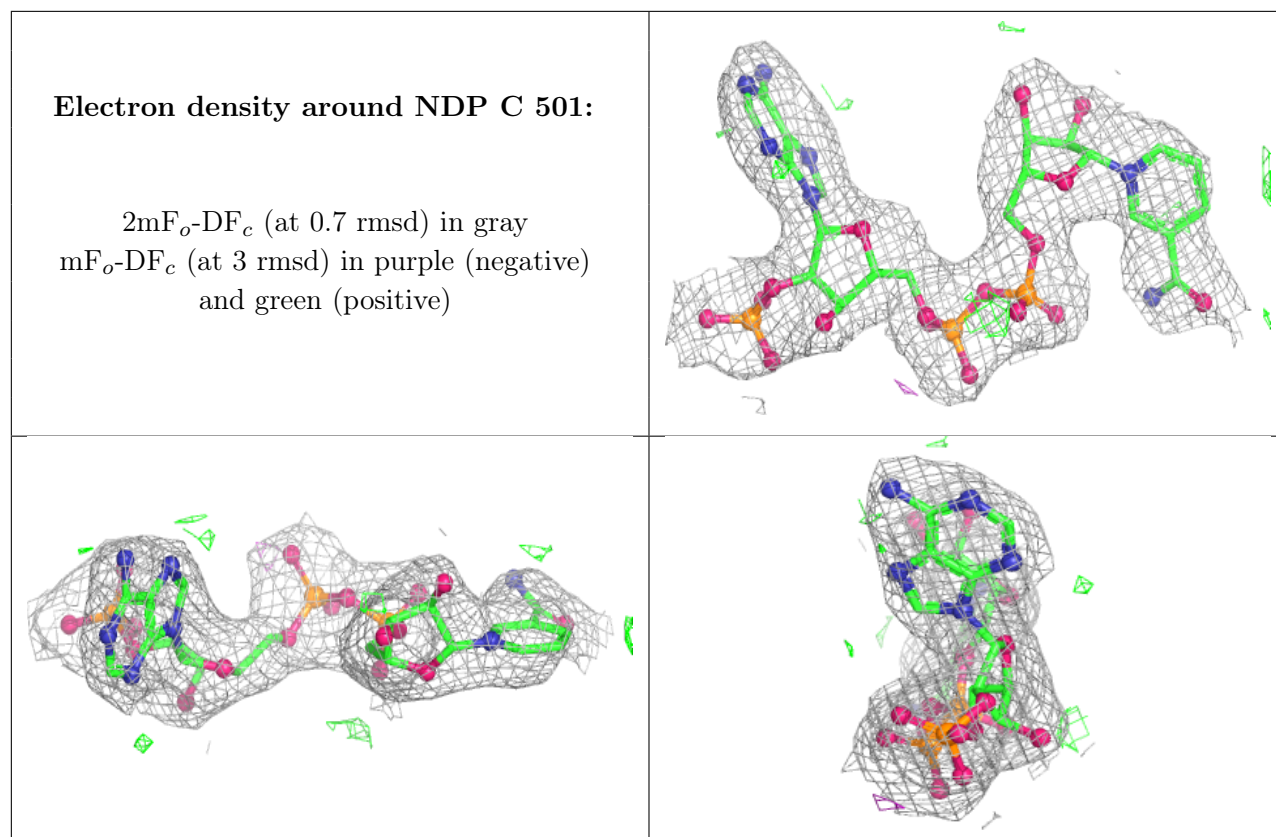 Electron density around NDP C 501:
2mFo-DFc (at 0.7 rmsd) in gray
mFo-DFc (at 3 rmsd) in purple (negative)
and green (positive)